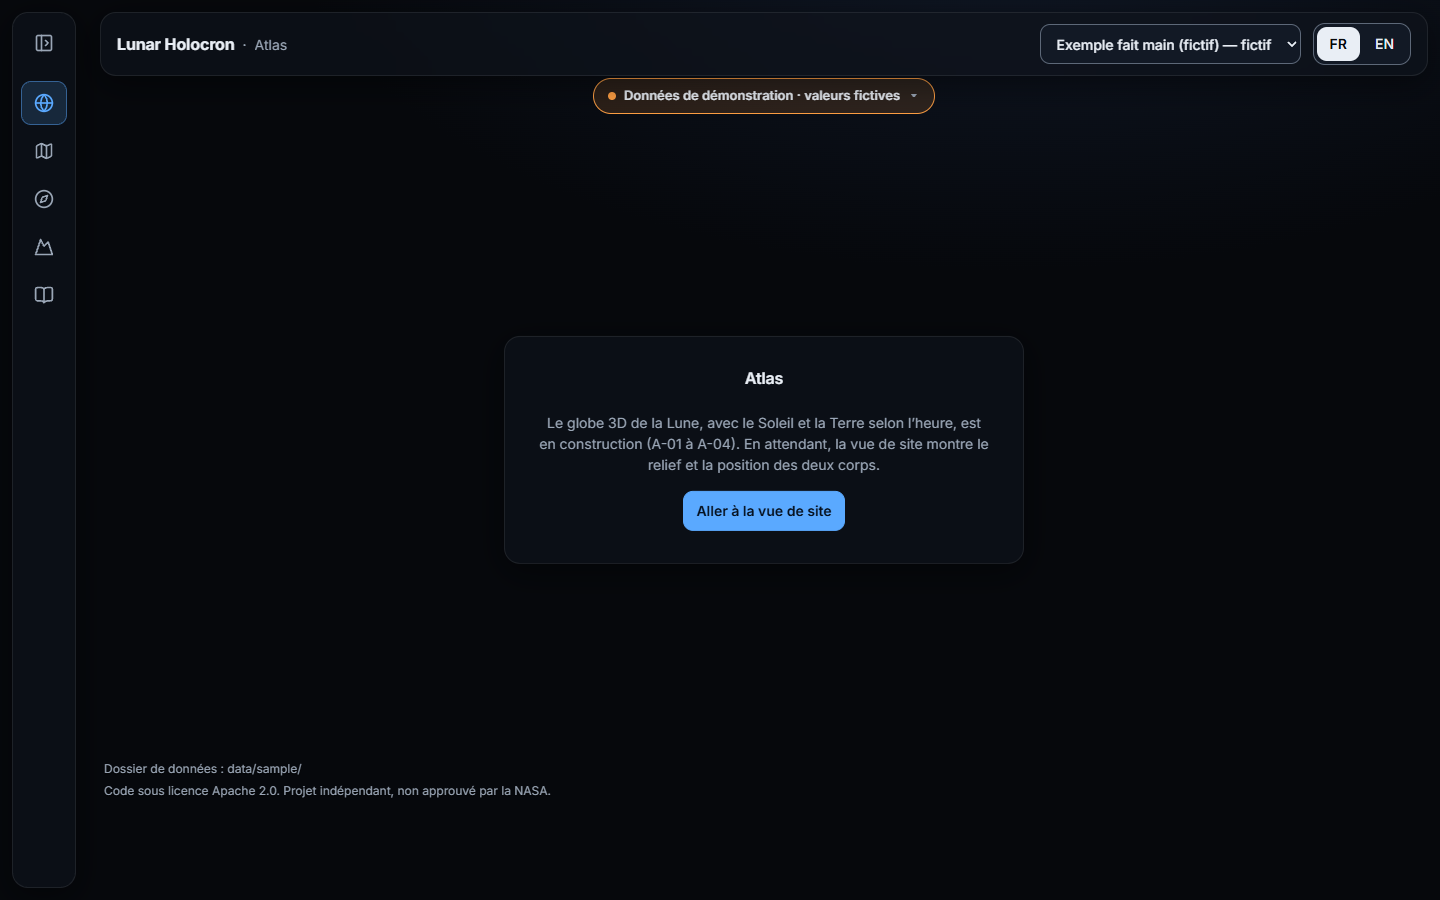 Lunar Holocron · Atlas
Exemple fait main (fictif) — fictif
FR EN
Données de démonstration · valeurs fictives
Atlas
Le globe 3D de la Lune, avec le Soleil et la Terre selon l’heure, est
en construction (A-01 à A-04). En attendant, la vue de site montre le
relief et la position des deux corps.
Aller à la vue de site
Dossier de données : data/sample/
Code sous licence Apache 2.0. Projet indépendant, non approuvé par la NASA.